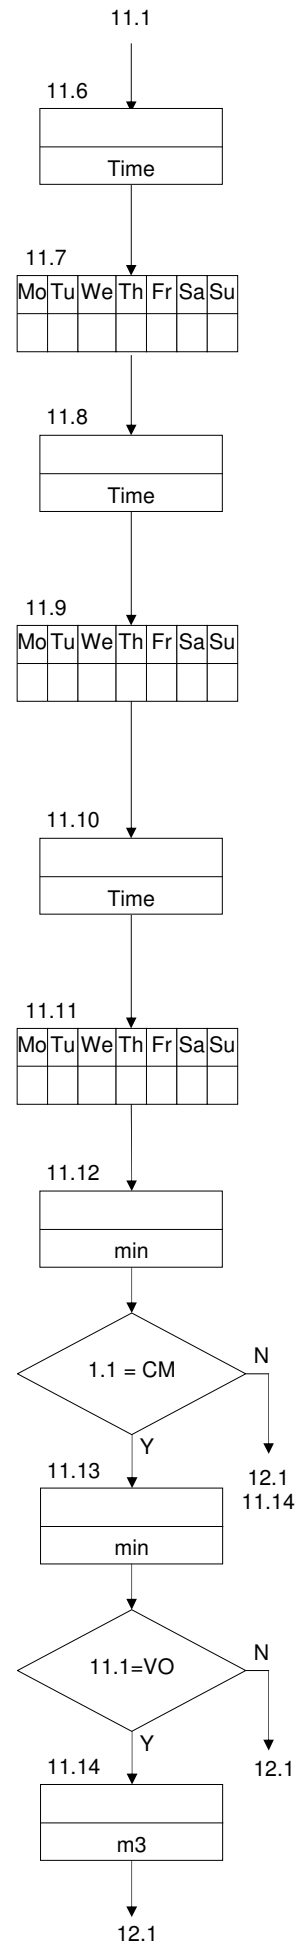 11.1
11.6
Time
11.7
Mo Tu We Th Fr Sa Su
11.8
Time
11.9
Mo Tu We Th Fr Sa Su
11.10
Time
11.11
Mo Tu We Th Fr Sa Su
11.12
min
1.1 = CM
N
Y
12.1
11.14
11.13
min
11.1=VO
N
Y
12.1
11.14
m3
12.1